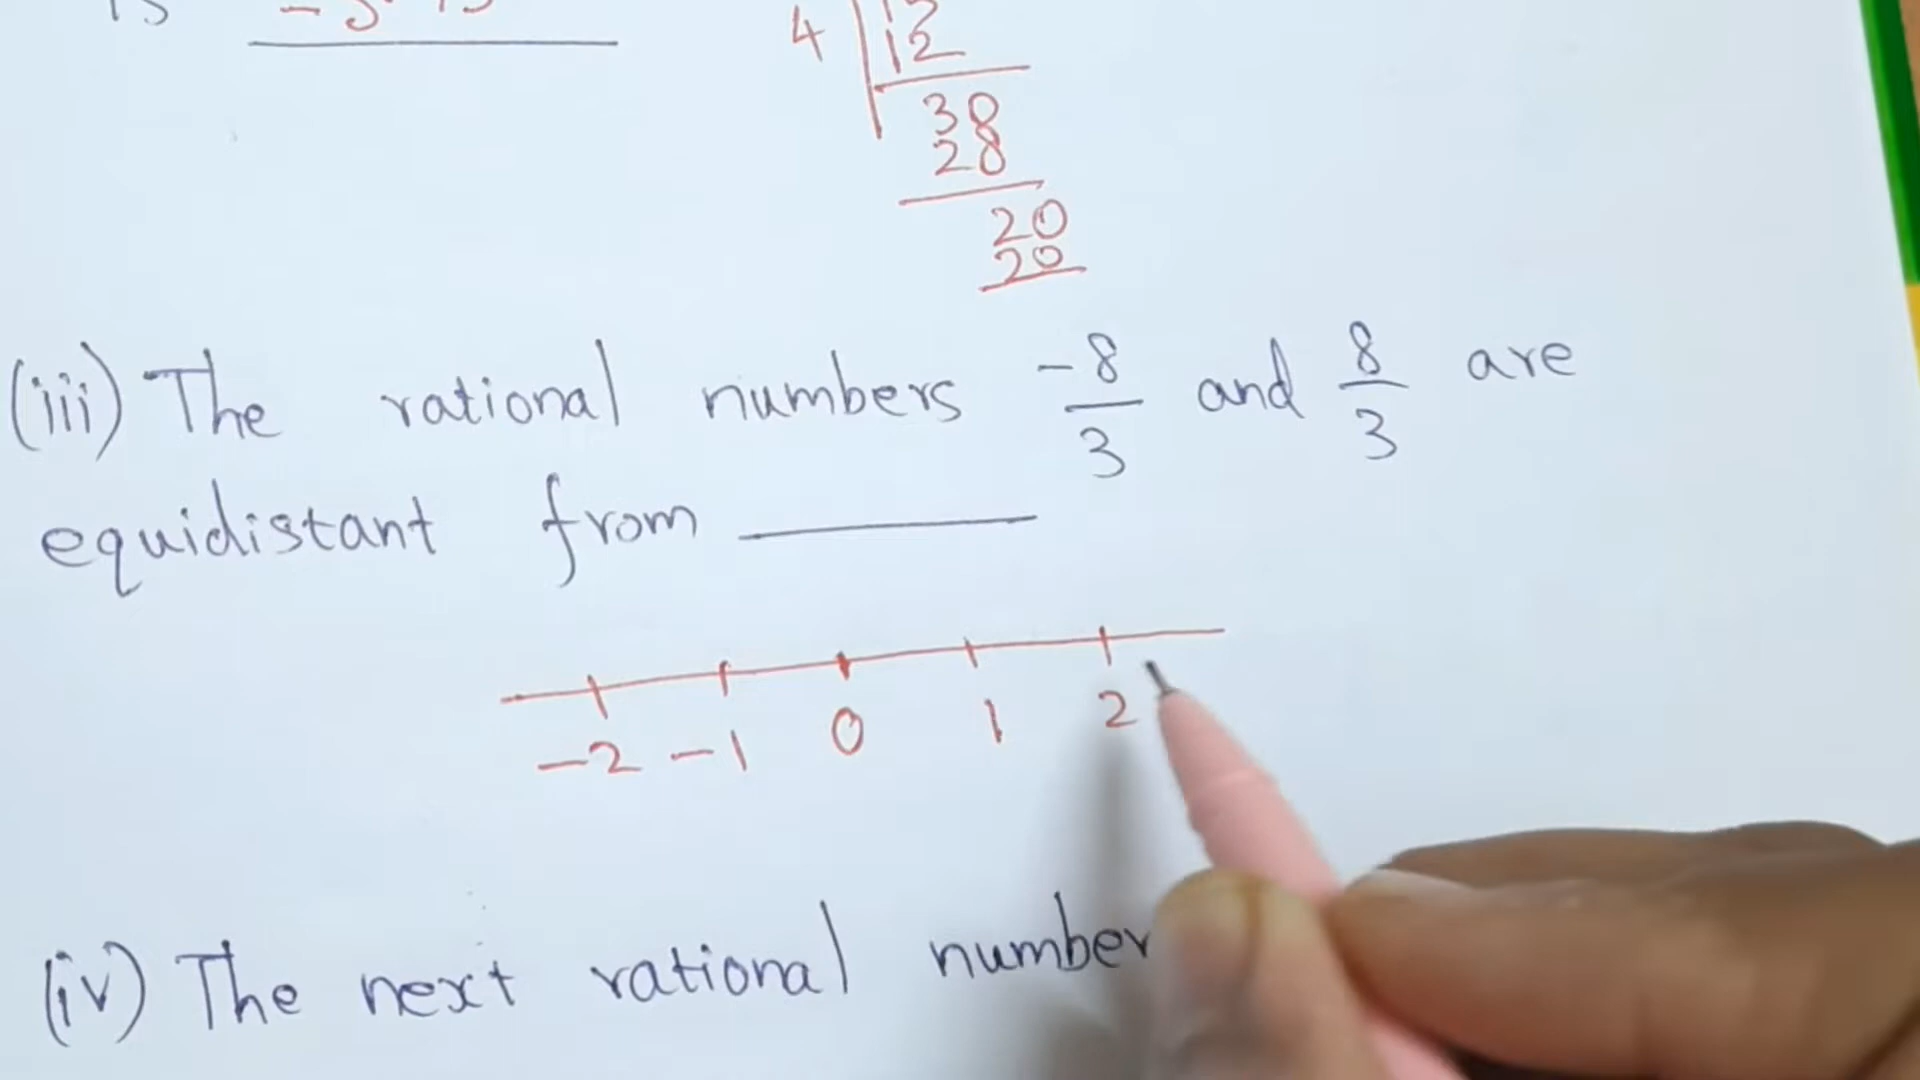 4 12
38
28
20
20
(iii) The rational numbers -8/3 and 8/3 are
equidistant from ________
-2 -1 0 1 2
(iv) The next rational number